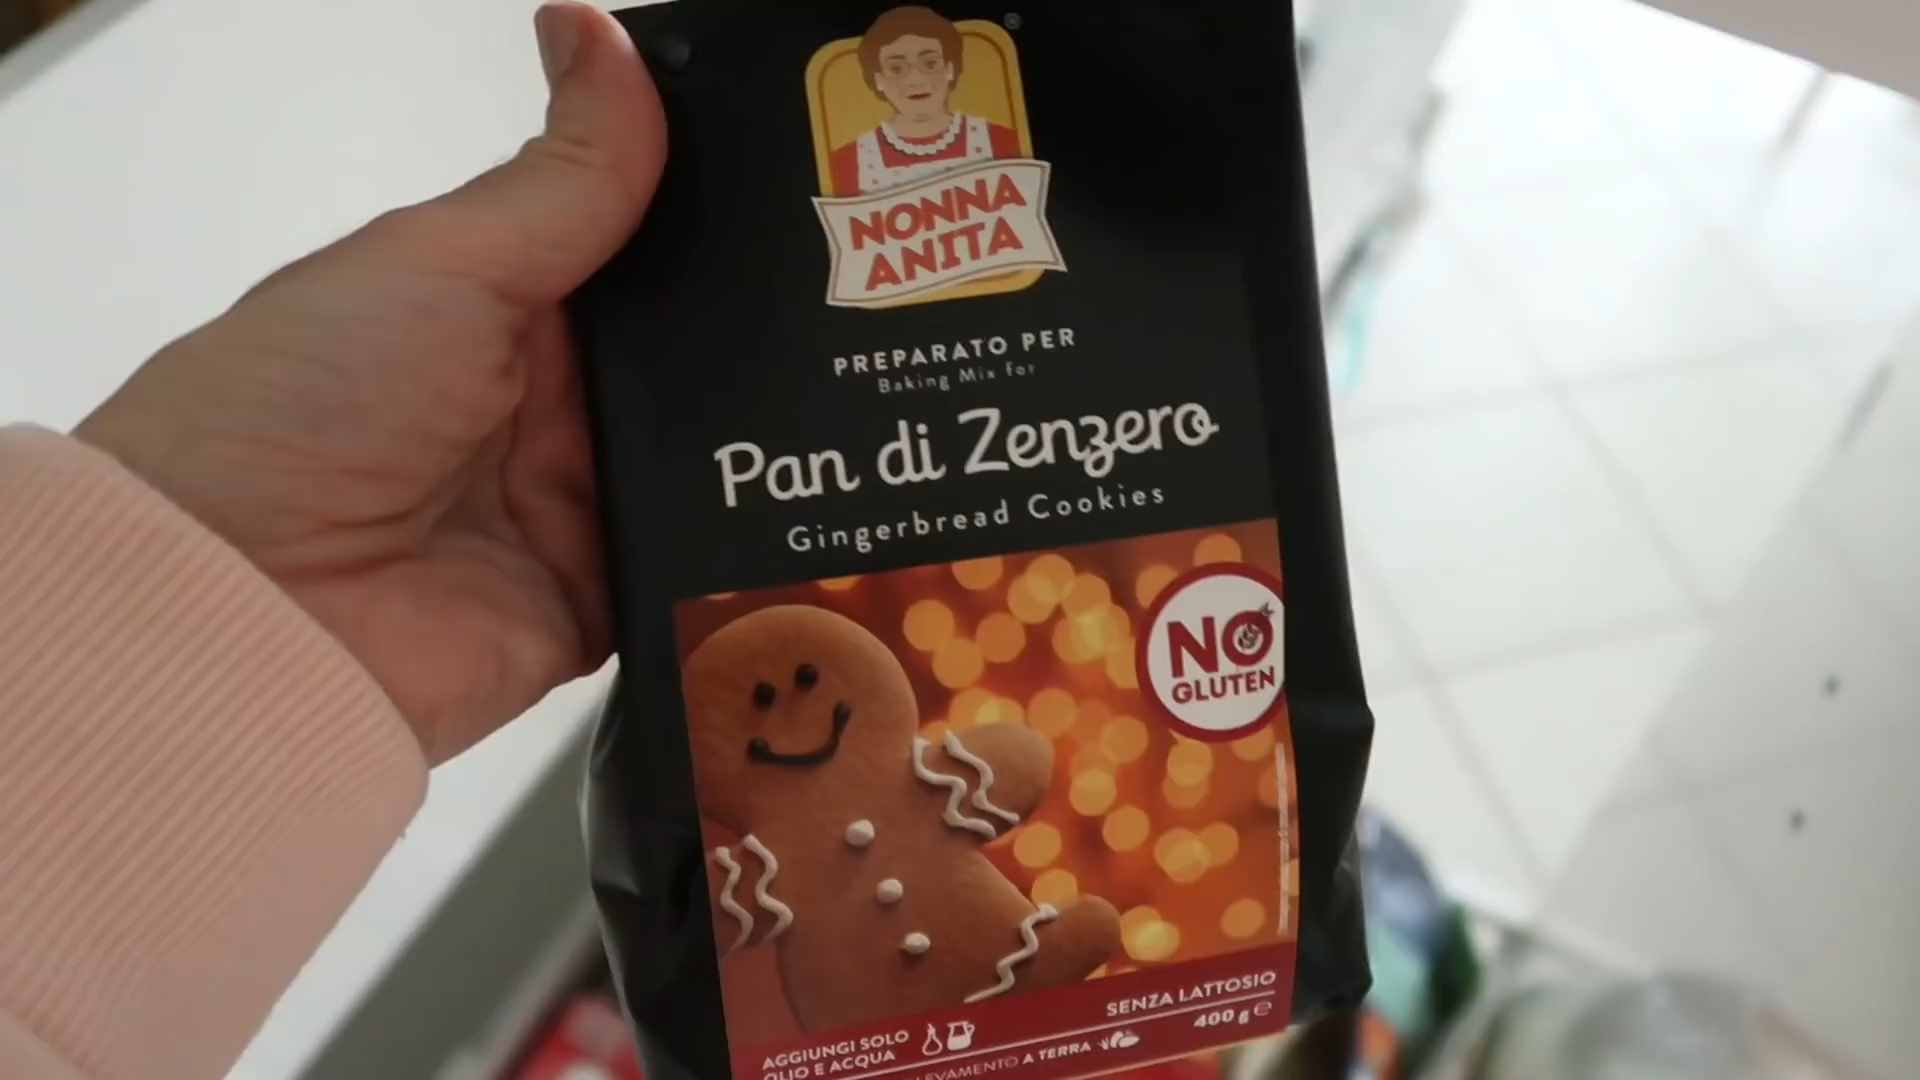 ®
NONNA
ANITA
PREPARATO PER
Baking Mix for
Pan di Zenzero
Gingerbread Cookies
NO
GLUTEN
SENZA LATTOSIO
400 g ℮
AGGIUNGI SOLO
OLIO E ACQUA
A TERRA